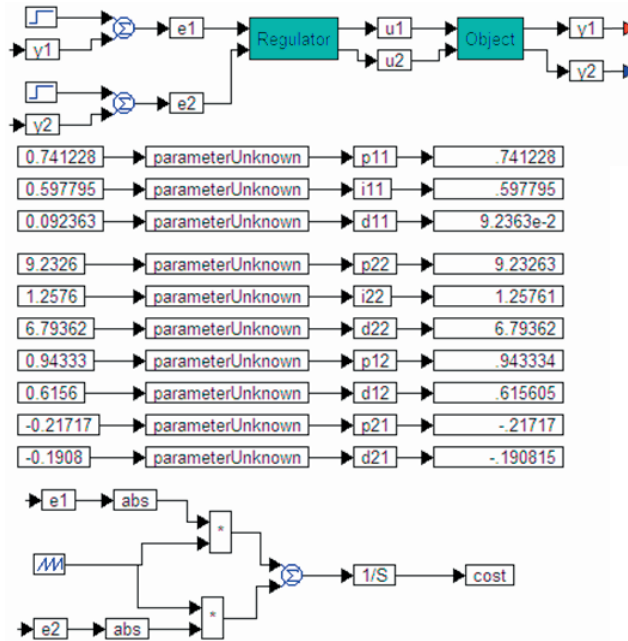 e1 Regulator u1 Object y1
y1 u2 y2
e2
y2
0.741228 parameterUnknown p11 .741228
0.597795 parameterUnknown i11 .597795
0.092363 parameterUnknown d11 9.2363e-2
9.2326 parameterUnknown p22 9.23263
1.2576 parameterUnknown i22 1.25761
6.79362 parameterUnknown d22 6.79362
0.94333 parameterUnknown p12 .943334
0.6156 parameterUnknown d12 .615605
-0.21717 parameterUnknown p21 -.21717
-0.1908 parameterUnknown d21 -.190815
e1 abs
*
Σ 1/S cost
*
e2 abs